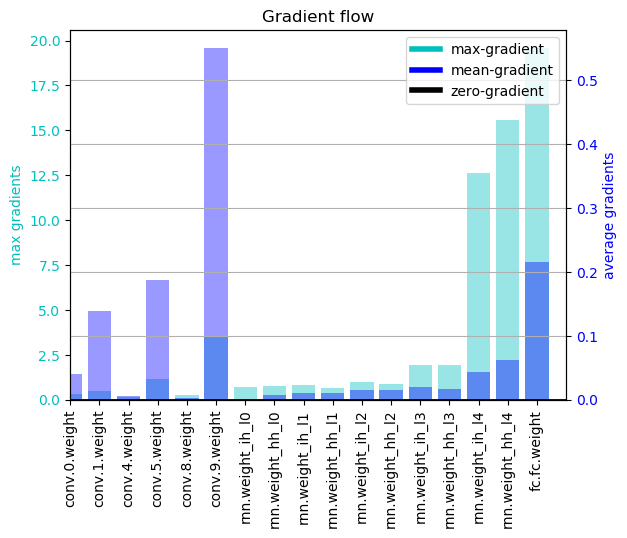 Gradient flow
max-gradient
mean-gradient
zero-gradient
max gradients
20.0
17.5
15.0
12.5
10.0
7.5
5.0
2.5
0.0
average gradients
0.5
0.4
0.3
0.2
0.1
0.0
conv.0.weight
conv.1.weight
conv.4.weight
conv.5.weight
conv.8.weight
conv.9.weight
rnn.weight_ih_l0
rnn.weight_hh_l0
rnn.weight_ih_l1
rnn.weight_hh_l1
rnn.weight_ih_l2
rnn.weight_hh_l2
rnn.weight_ih_l3
rnn.weight_hh_l3
rnn.weight_ih_l4
rnn.weight_hh_l4
fc.fc.weight